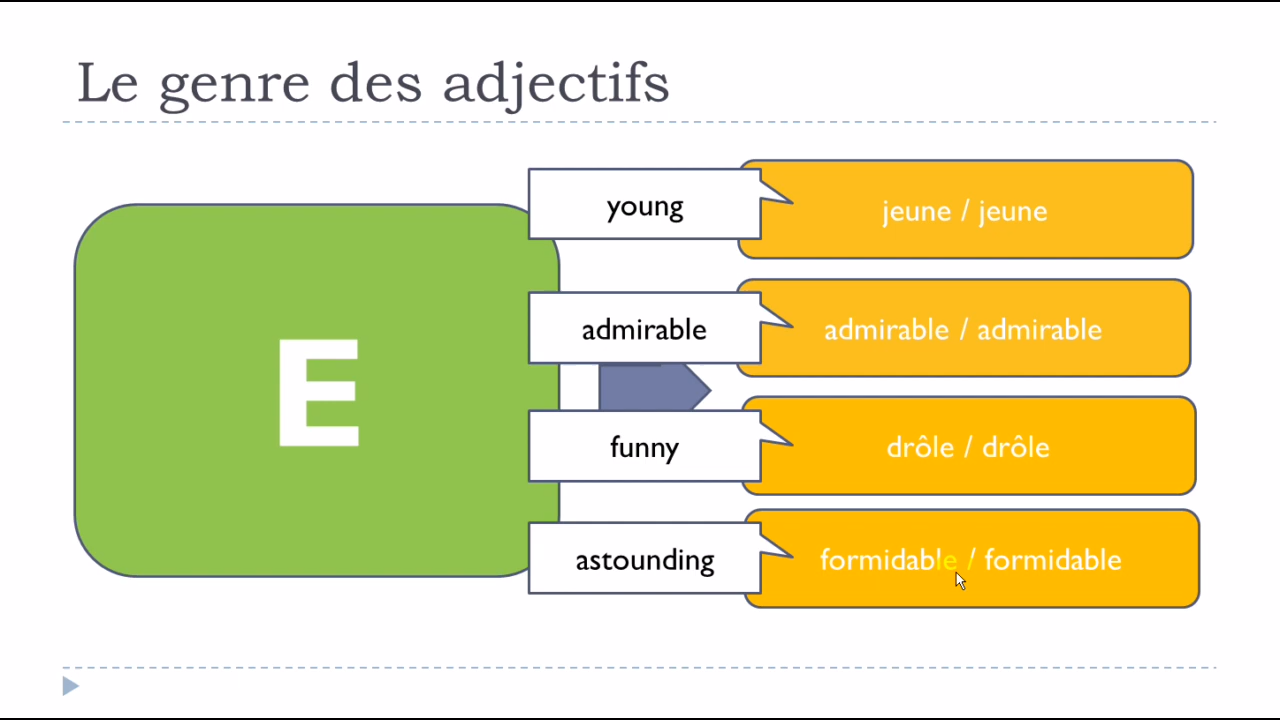 Le genre des adjectifs
E
young
jeune / jeune
admirable
admirable / admirable
funny
drôle / drôle
astounding
formidable / formidable